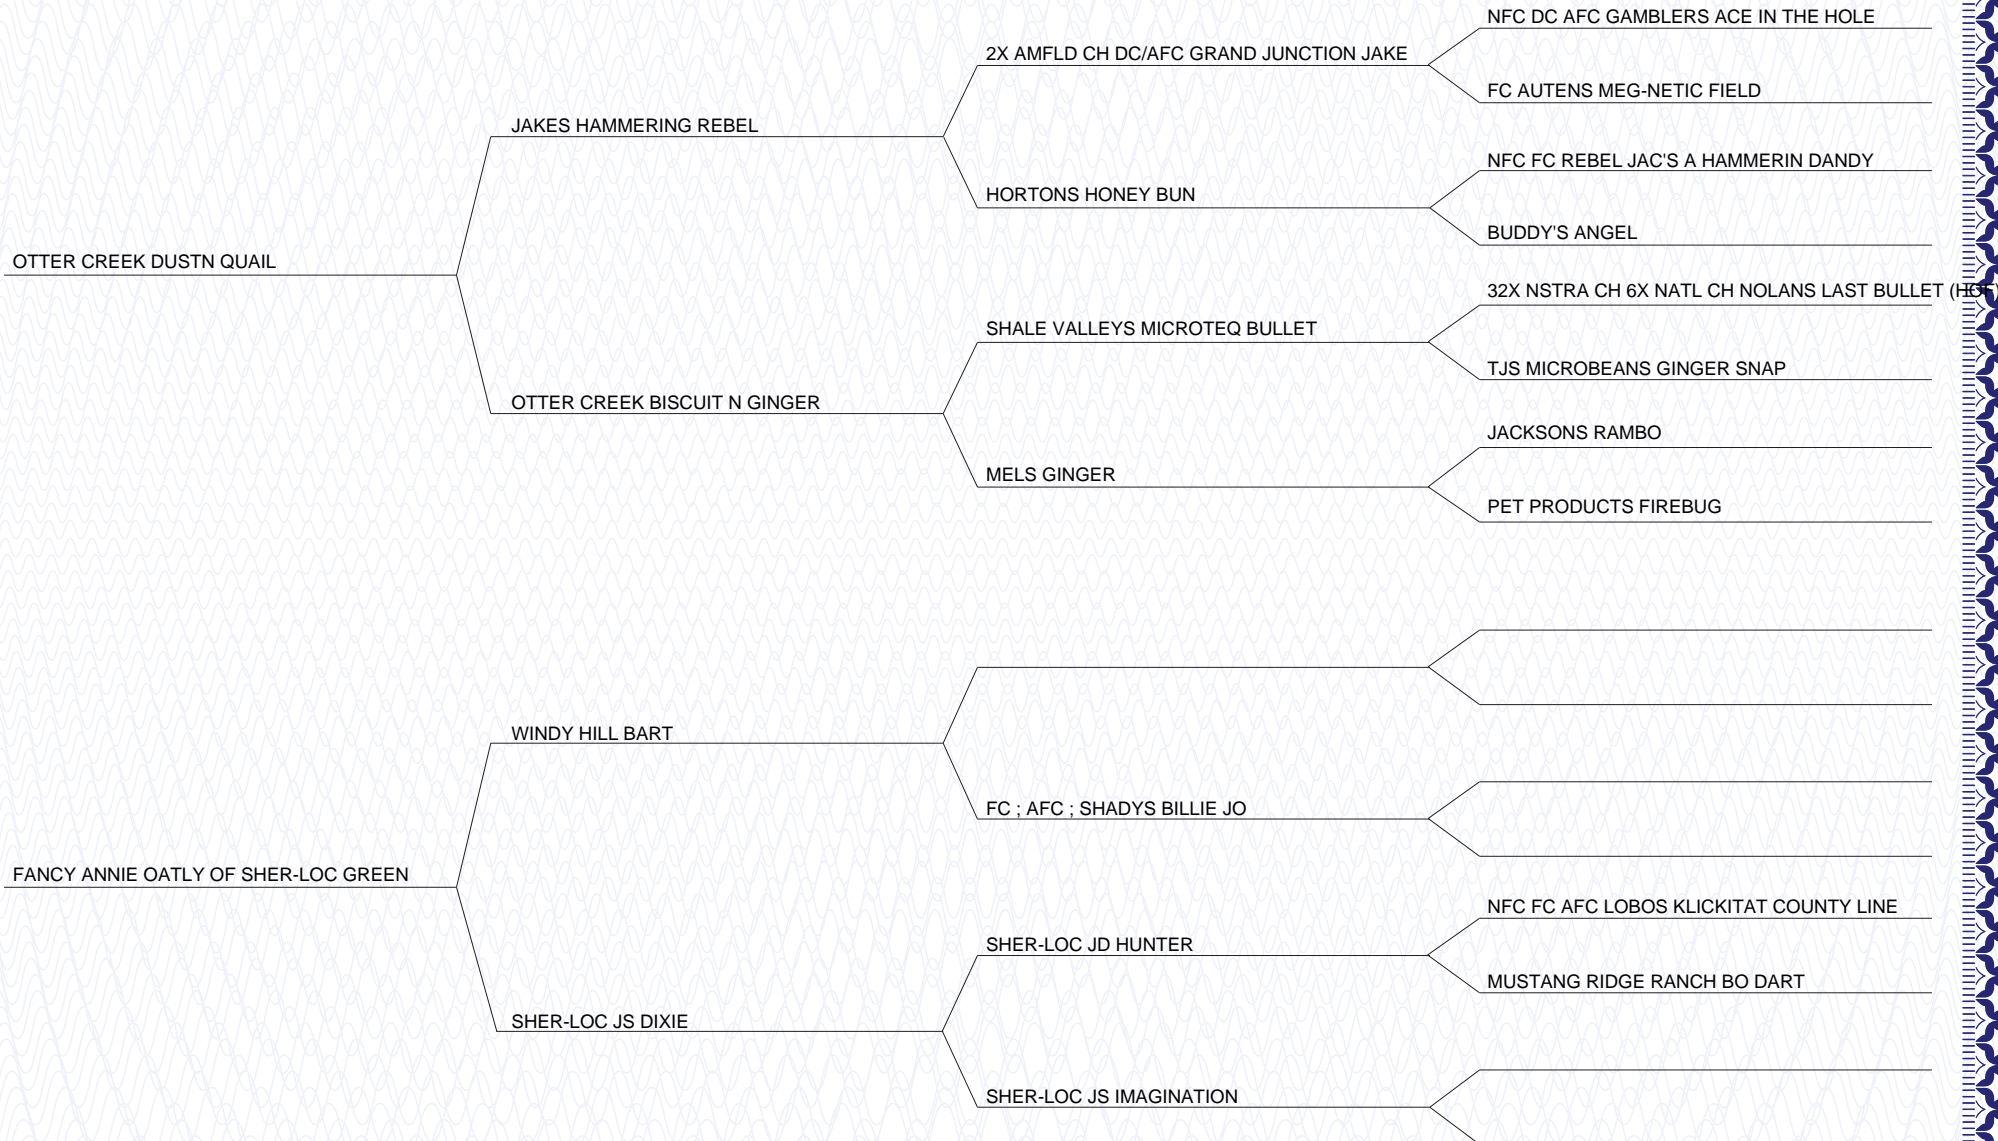 NFC DC AFC GAMBLERS ACE IN THE HOLE
2X AMFLD CH DC/AFC GRAND JUNCTION JAKE
FC AUTENS MEG-NETIC FIELD
JAKES HAMMERING REBEL
NFC FC REBEL JAC'S A HAMMERIN DANDY
HORTONS HONEY BUN
BUDDY'S ANGEL
OTTER CREEK DUSTN QUAIL
32X NSTRA CH 6X NATL CH NOLANS LAST BULLET (HOF)
SHALE VALLEYS MICROTEQ BULLET
TJS MICROBEANS GINGER SNAP
OTTER CREEK BISCUIT N GINGER
JACKSONS RAMBO
MELS GINGER
PET PRODUCTS FIREBUG
WINDY HILL BART
FC ; AFC ; SHADYS BILLIE JO
FANCY ANNIE OATLY OF SHER-LOC GREEN
NFC FC AFC LOBOS KLICKITAT COUNTY LINE
SHER-LOC JD HUNTER
MUSTANG RIDGE RANCH BO DART
SHER-LOC JS DIXIE
SHER-LOC JS IMAGINATION